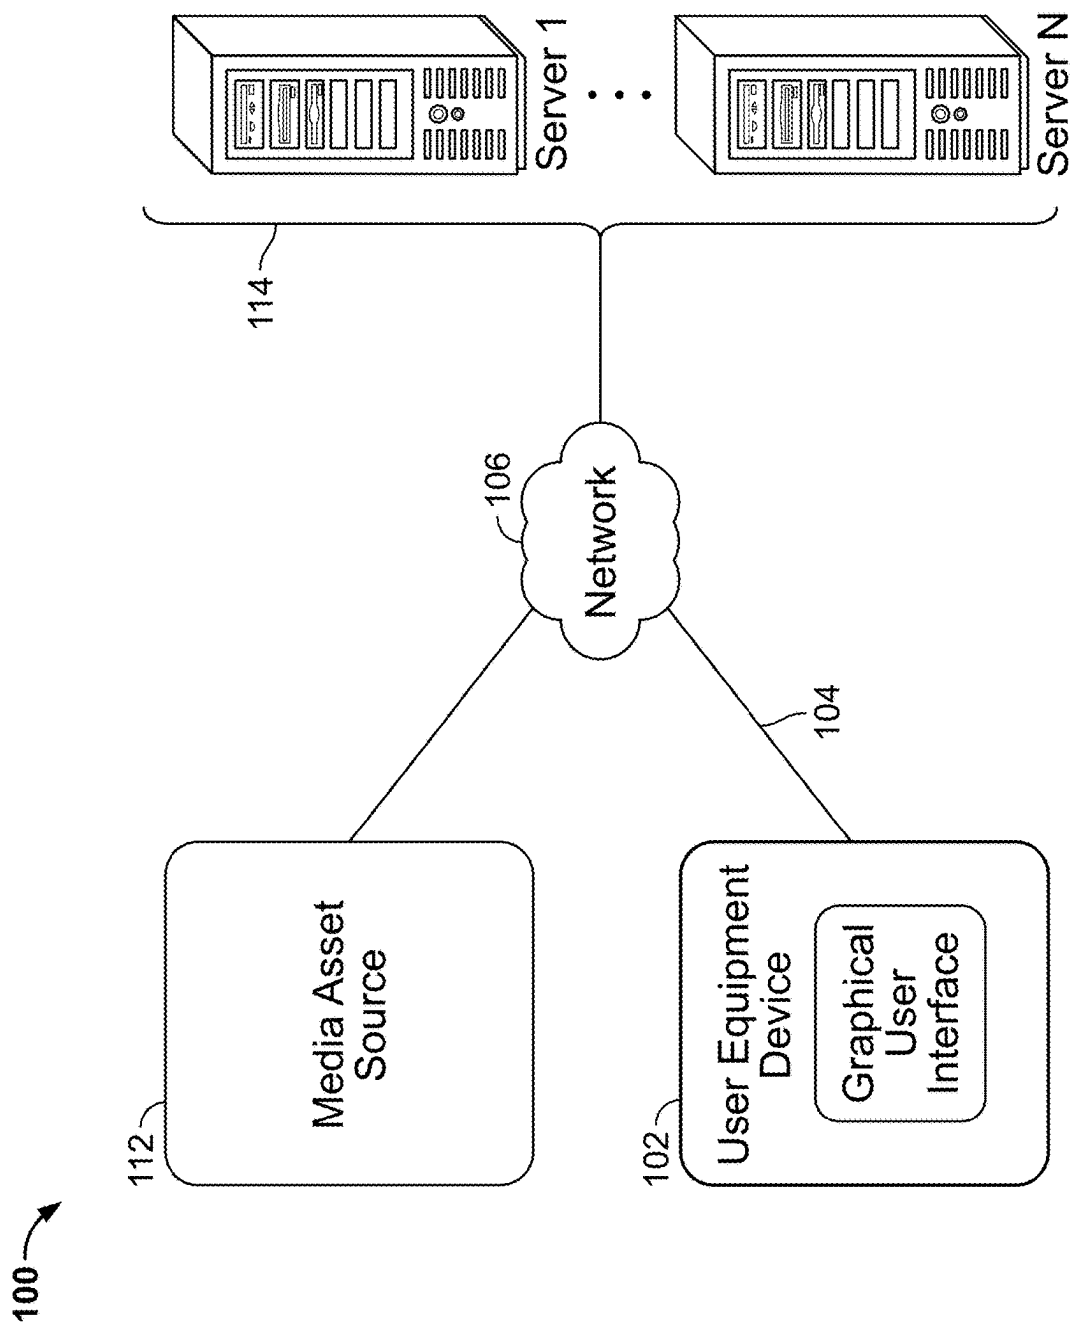 100
112
Media Asset
Source
102
User Equipment
Device
Graphical
User
Interface
104
106
Network
114
Server 1
Server N